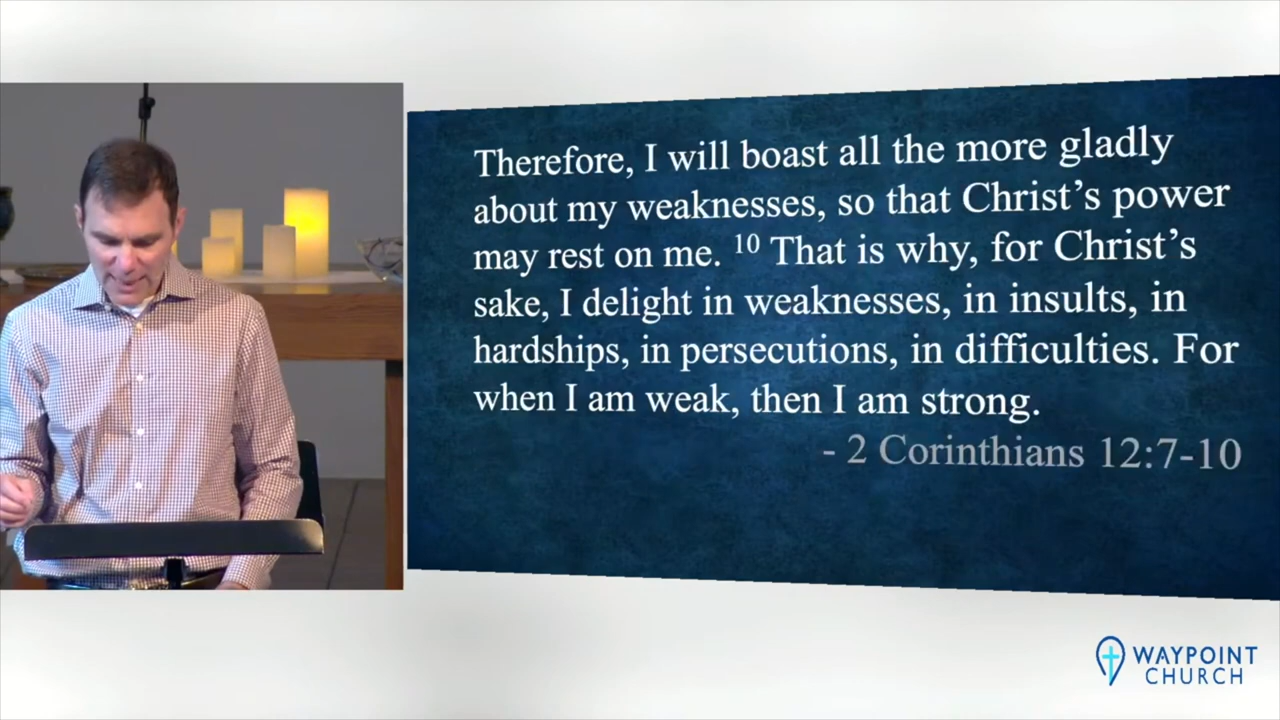 Therefore, I will boast all the more gladly
about my weaknesses, so that Christ’s power
may rest on me. ¹⁰ That is why, for Christ’s
sake, I delight in weaknesses, in insults, in
hardships, in persecutions, in difficulties. For
when I am weak, then I am strong.
- 2 Corinthians 12:7-10
WAYPOINT
CHURCH